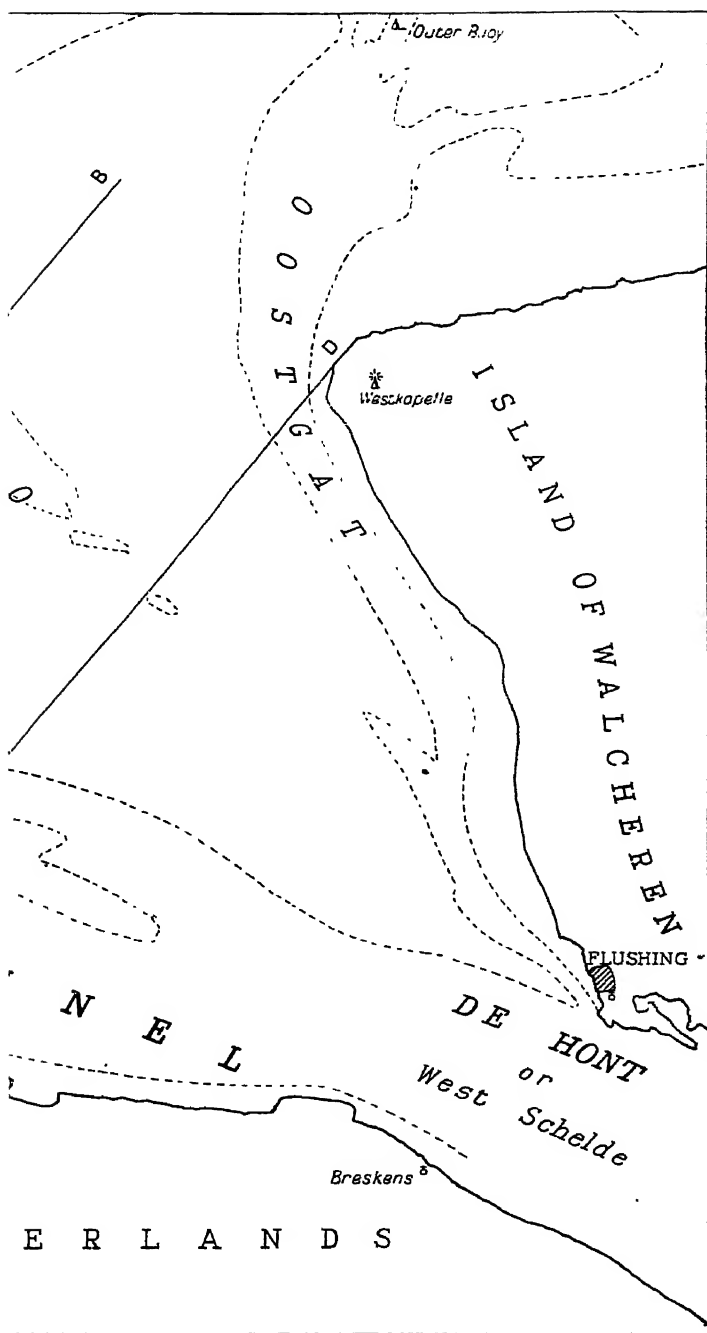 Outer Buoy
B
OOSTGAT
D
Westkapelle
ISLAND OF WALCHEREN
O
FLUSHING
NEL
DE HONT
or
West Schelde
Breskens
ERLANDS